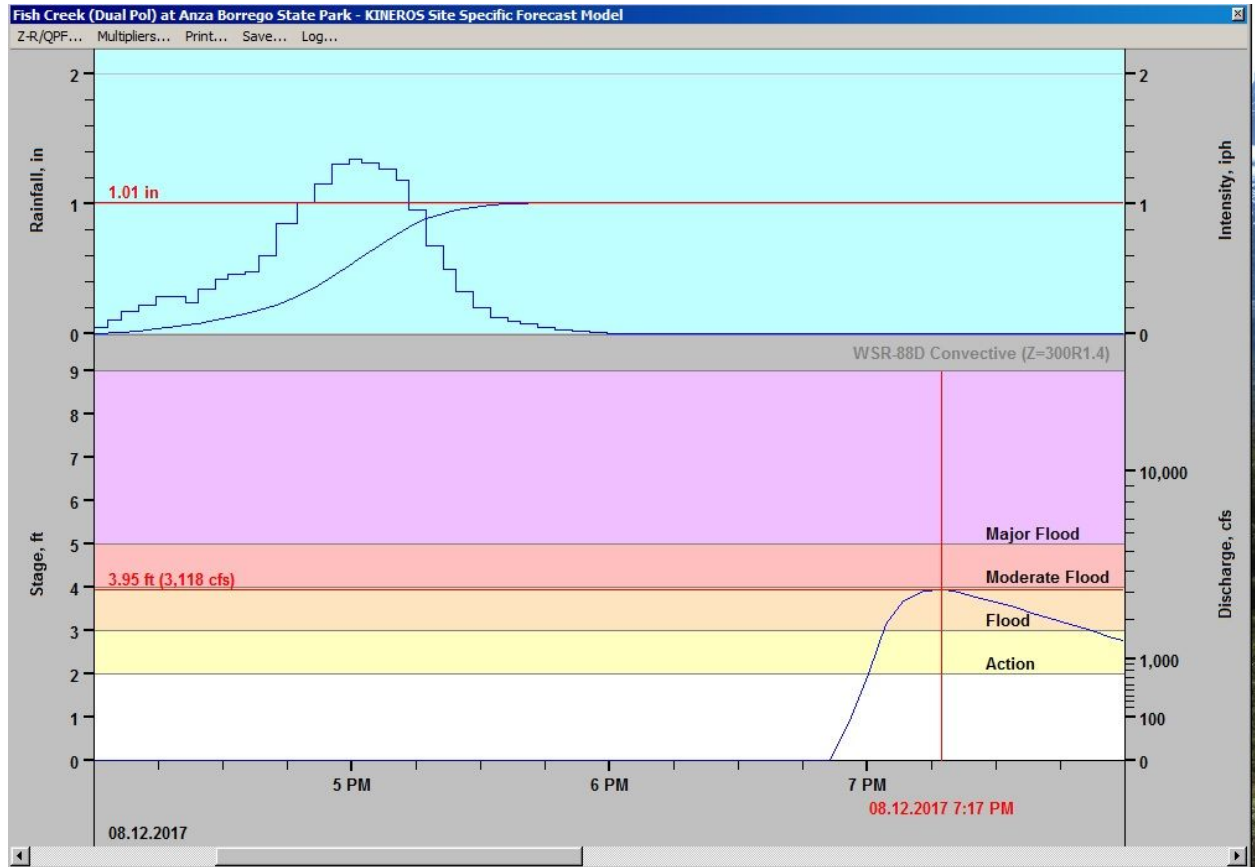 Fish Creek (Dual Pol) at Anza Borrego State Park - KINEROS Site Specific Forecast Model
Z-R/QPF... Multipliers... Print... Save... Log...
Rainfall, in
2
1
0
1.01 in
2
1
0
Intensity, iph
WSR-88D Convective (Z=300R1.4)
Stage, ft
9
8
7
6
5
4
3
2
1
0
3.95 ft (3,118 cfs)
Major Flood
Moderate Flood
Flood
Action
10,000
1,000
100
0
Discharge, cfs
5 PM
6 PM
7 PM
08.12.2017 7:17 PM
08.12.2017